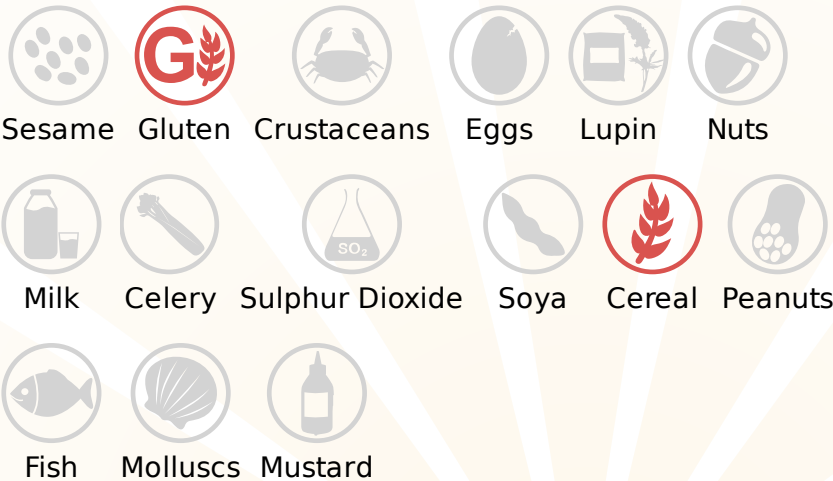 G
Sesame Gluten Crustaceans Eggs Lupin Nuts
SO₂
Milk Celery Sulphur Dioxide Soya Cereal Peanuts
Fish Molluscs Mustard